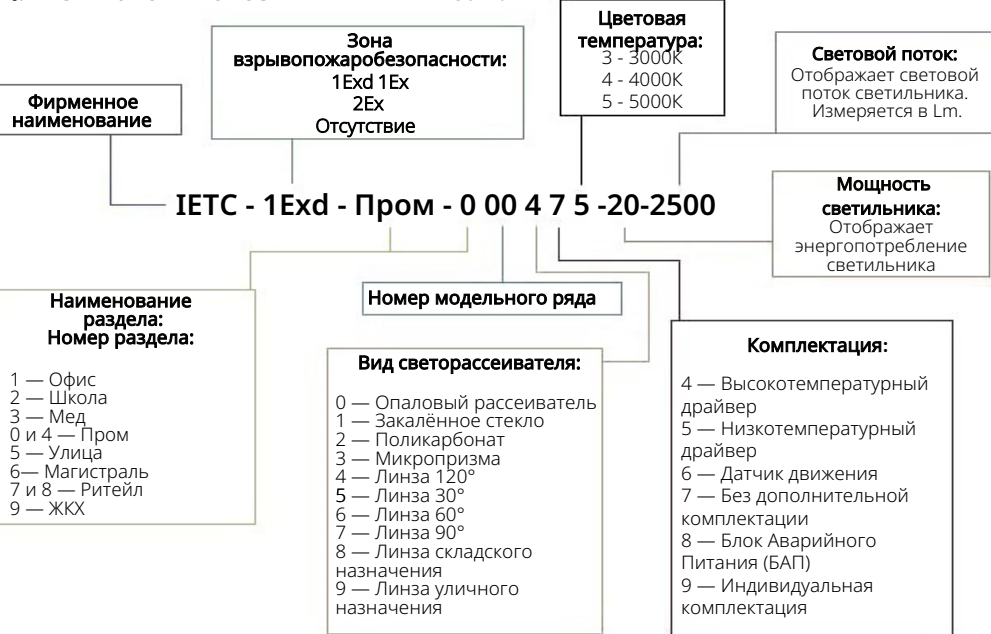 Цветовая
температура:
3 - 3000К
4 - 4000К
5 - 5000К
Зона
взрывопожаробезопасности:
1Exd 1Ex
2Ex
Отсутствие
Световой поток:
Отображает световой
поток светильника.
Измеряется в Lm.
Фирменное
наименование
IETC - 1Exd - Пром - 0 00 4 7 5 -20-2500
Мощность
светильника:
Отображает
энергопотребление
светильника
Номер модельного ряда
Наименование
раздела:
Номер раздела:
1 — Офис
2 — Школа
3 — Мед
0 и 4 — Пром
5 — Улица
6— Магистраль
7 и 8 — Ритейл
9 — ЖКХ
Вид светорассеивателя:
0 — Опаловый рассеиватель
1 — Закалённое стекло
2 — Поликарбонат
3 — Микропризма
4 — Линза 120°
5 — Линза 30°
6 — Линза 60°
7 — Линза 90°
8 — Линза складского
назначения
9 — Линза уличного
назначения
Комплектация:
4 — Высокотемпературный
драйвер
5 — Низкотемпературный
драйвер
6 — Датчик движения
7 — Без дополнительной
комплектации
8 — Блок Аварийного
Питания (БАП)
9 — Индивидуальная
комплектация